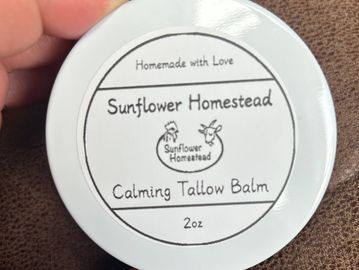 Homemade with Love
Sunflower Homestead
Sunflower
Homestead
Calming Tallow Balm
2oz